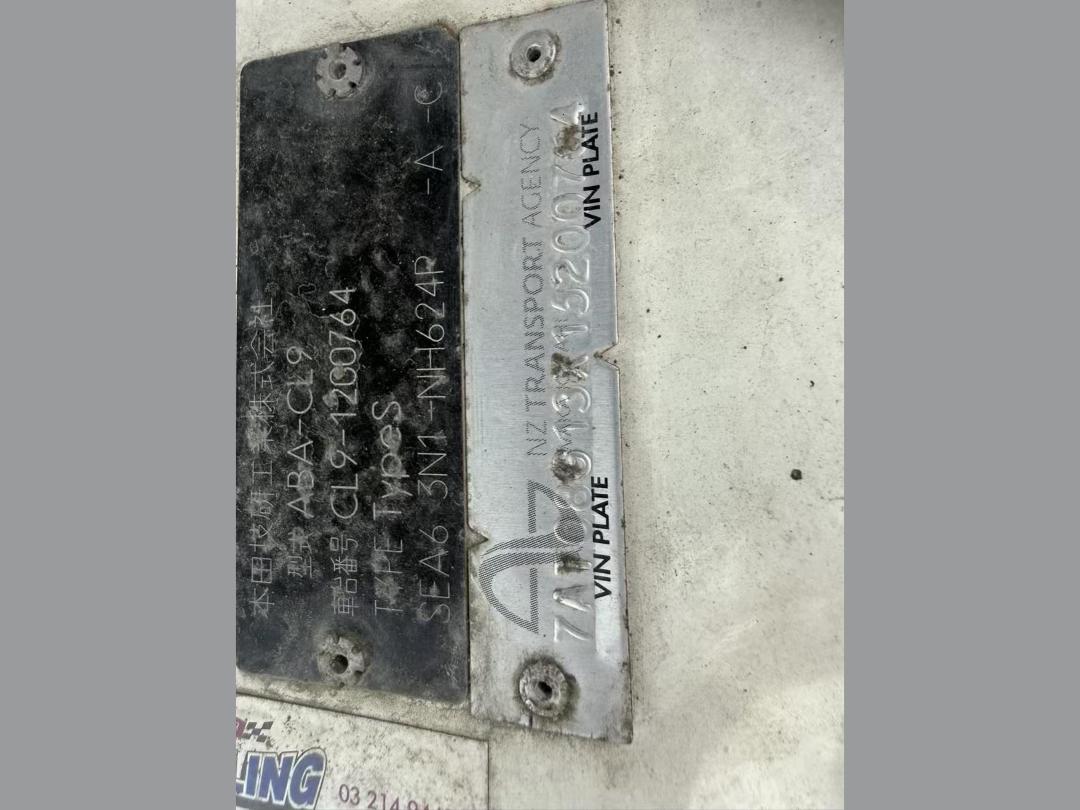 本田技研工業株式会社
型式 ABA-CL9
車台番号 CL9-1200764
TYPE TypeS
SEA6 3N1 -NH624P -A -C
NZ TRANSPORT AGENCY
VIN PLATE VIN PLATE
LING
03 214